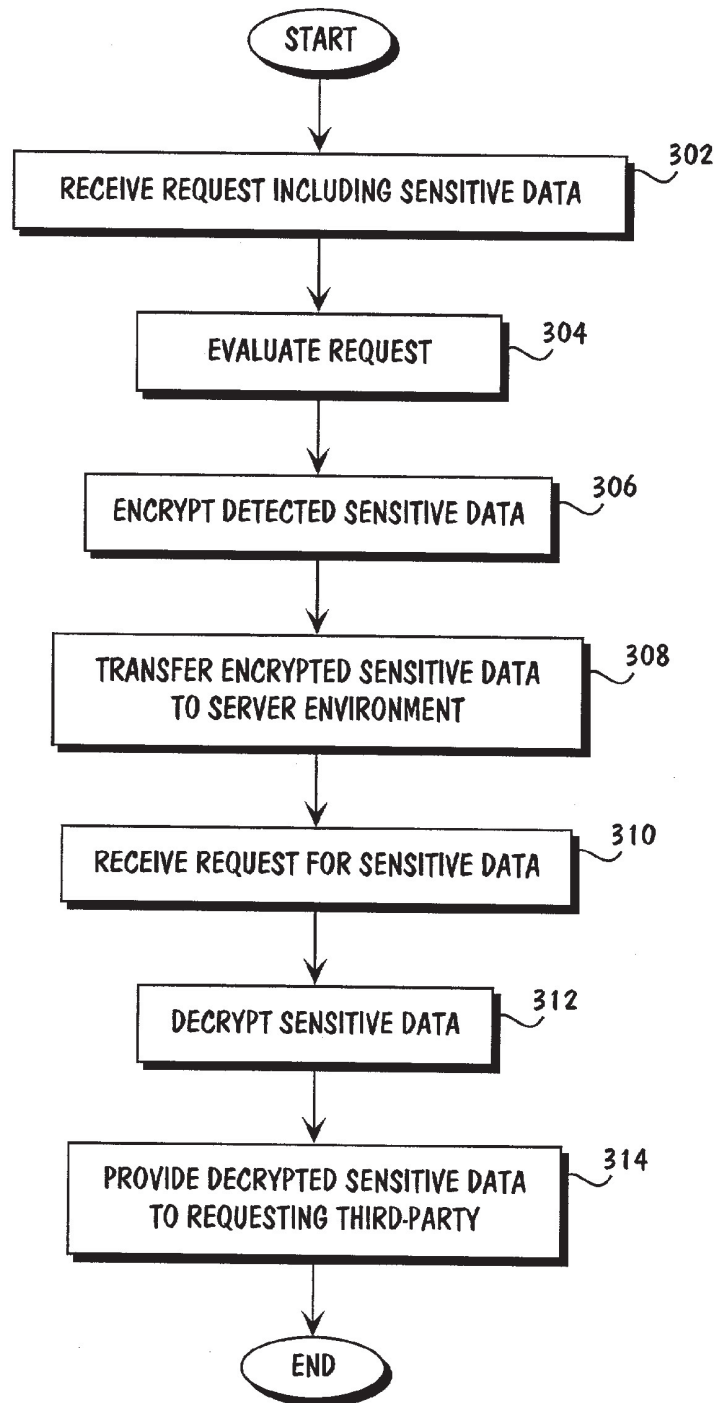 START
RECEIVE REQUEST INCLUDING SENSITIVE DATA
302
EVALUATE REQUEST
304
ENCRYPT DETECTED SENSITIVE DATA
306
TRANSFER ENCRYPTED SENSITIVE DATA
TO SERVER ENVIRONMENT
308
RECEIVE REQUEST FOR SENSITIVE DATA
310
DECRYPT SENSITIVE DATA
312
PROVIDE DECRYPTED SENSITIVE DATA
TO REQUESTING THIRD-PARTY
314
END